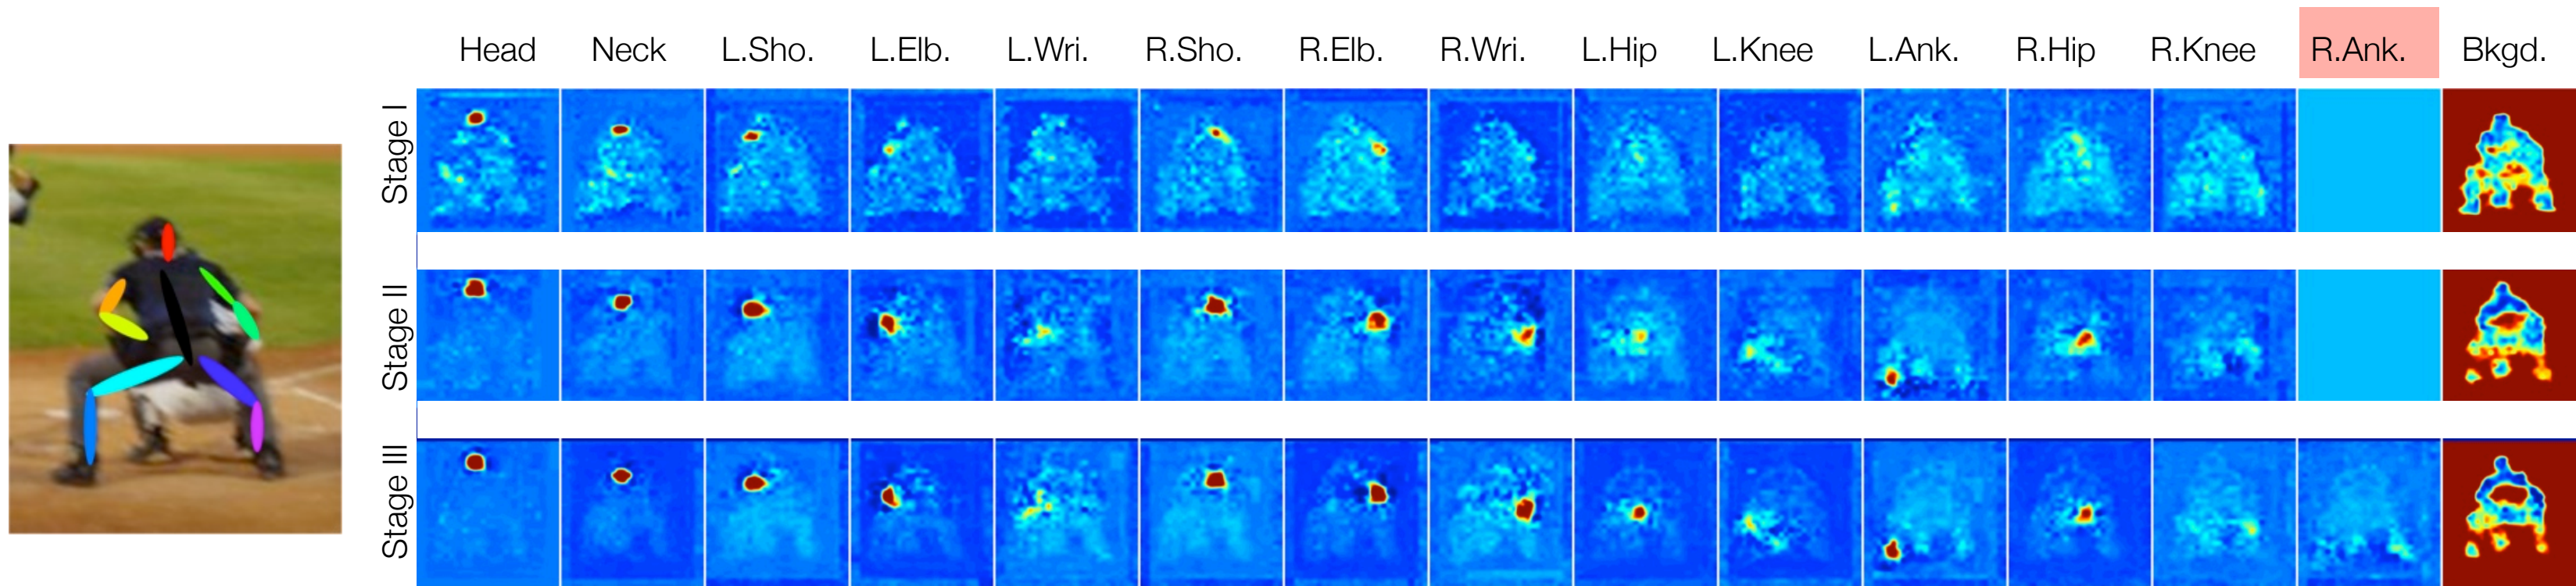 Head Neck L.Sho. L.Elb. L.Wri. R.Sho. R.Elb. R.Wri. L.Hip L.Knee L.Ank. R.Hip R.Knee R.Ank. Bkgd.
Stage I
Stage II
Stage III